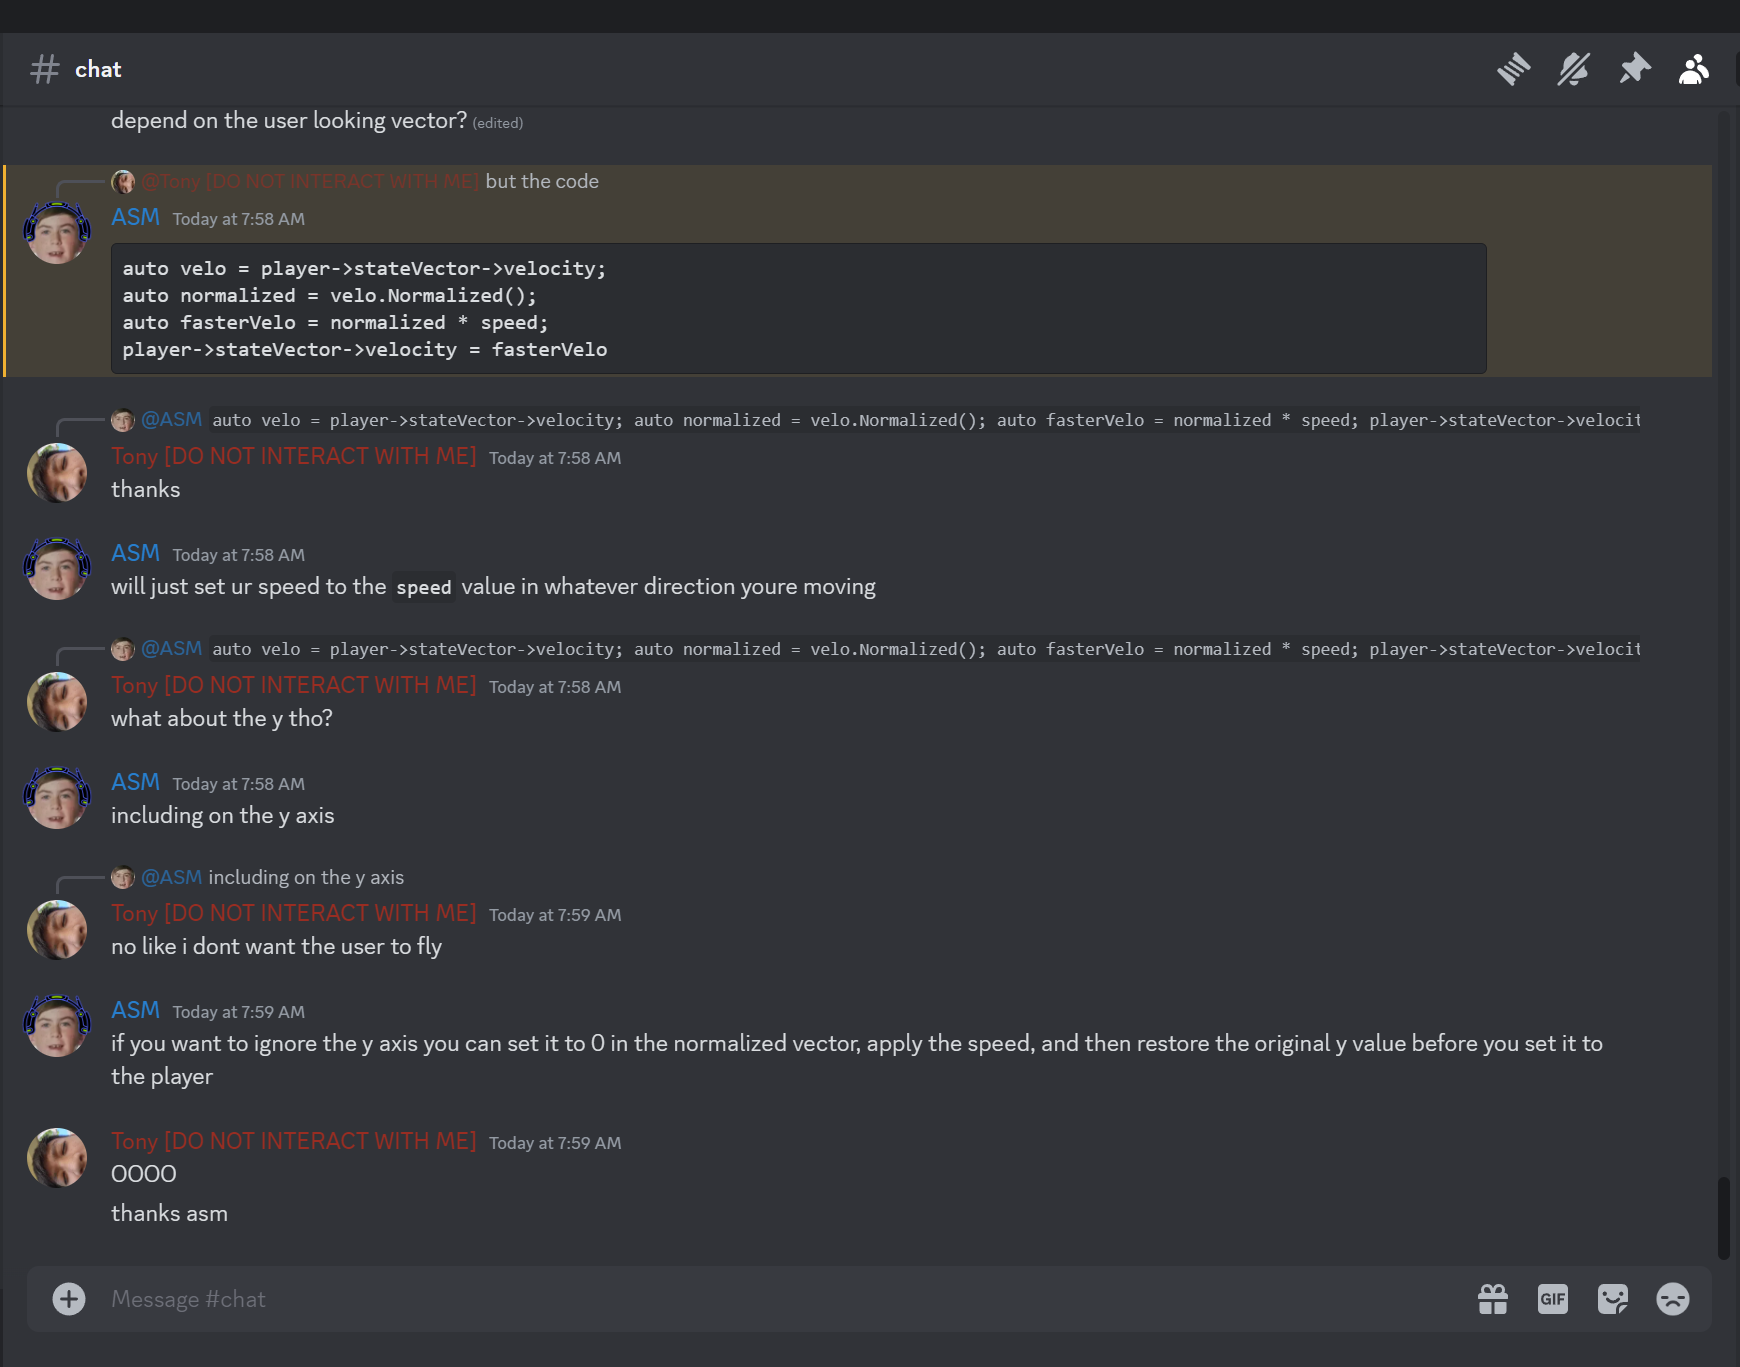 chat
depend on the user looking vector? (edited)
@Tony [DO NOT INTERACT WITH ME] but the code
ASM Today at 7:58 AM
auto velo = player->stateVector->velocity;
auto normalized = velo.Normalized();
auto fasterVelo = normalized * speed;
player->stateVector->velocity = fasterVelo
@ASM auto velo = player->stateVector->velocity; auto normalized = velo.Normalized(); auto fasterVelo = normalized * speed; player->stateVector->velocit
Tony [DO NOT INTERACT WITH ME] Today at 7:58 AM
thanks
ASM Today at 7:58 AM
will just set ur speed to the speed value in whatever direction youre moving
@ASM auto velo = player->stateVector->velocity; auto normalized = velo.Normalized(); auto fasterVelo = normalized * speed; player->stateVector->velocit
Tony [DO NOT INTERACT WITH ME] Today at 7:58 AM
what about the y tho?
ASM Today at 7:58 AM
including on the y axis
@ASM including on the y axis
Tony [DO NOT INTERACT WITH ME] Today at 7:59 AM
no like i dont want the user to fly
ASM Today at 7:59 AM
if you want to ignore the y axis you can set it to 0 in the normalized vector, apply the speed, and then restore the original y value before you set it to
the player
Tony [DO NOT INTERACT WITH ME] Today at 7:59 AM
OOOO
thanks asm
Message #chat
GIF